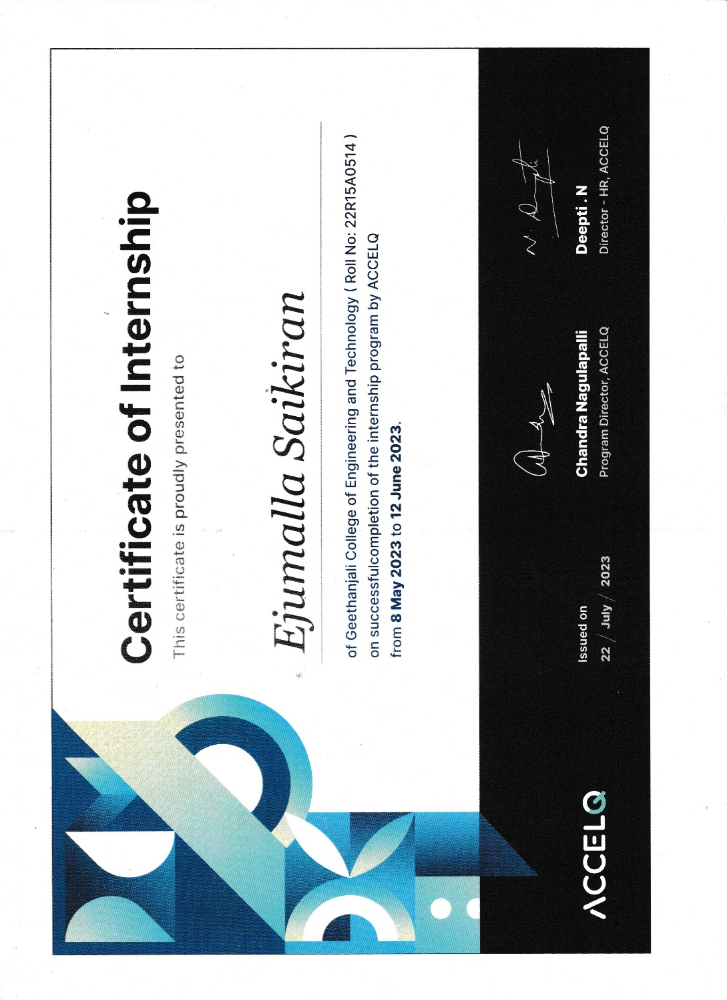 Certificate of Internship
This certificate is proudly presented to
Ejumalla Saikiran
of Geethanjali College of Engineering and Technology ( Roll No: 22R15A0514 )
on successfulcompletion of the internship program by ACCELQ
from 8 May 2023 to 12 June 2023.
N. Deepti
Issued on
22 / July / 2023
Chandra Nagulapalli
Program Director, ACCELQ
Deepti . N
Director - HR, ACCELQ
ACCELQ